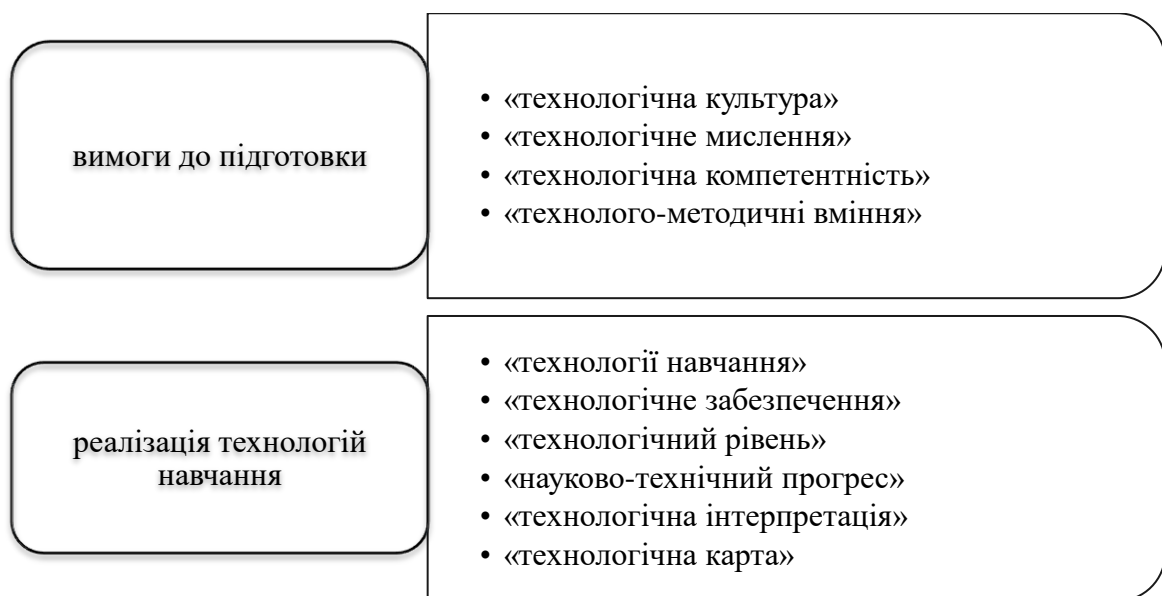 вимоги до підготовки
• «технологічна культура»
• «технологічне мислення»
• «технологічна компетентність»
• «технолого-методичні вміння»
реалізація технологій
навчання
• «технології навчання»
• «технологічне забезпечення»
• «технологічний рівень»
• «науково-технічний прогрес»
• «технологічна інтерпретація»
• «технологічна карта»